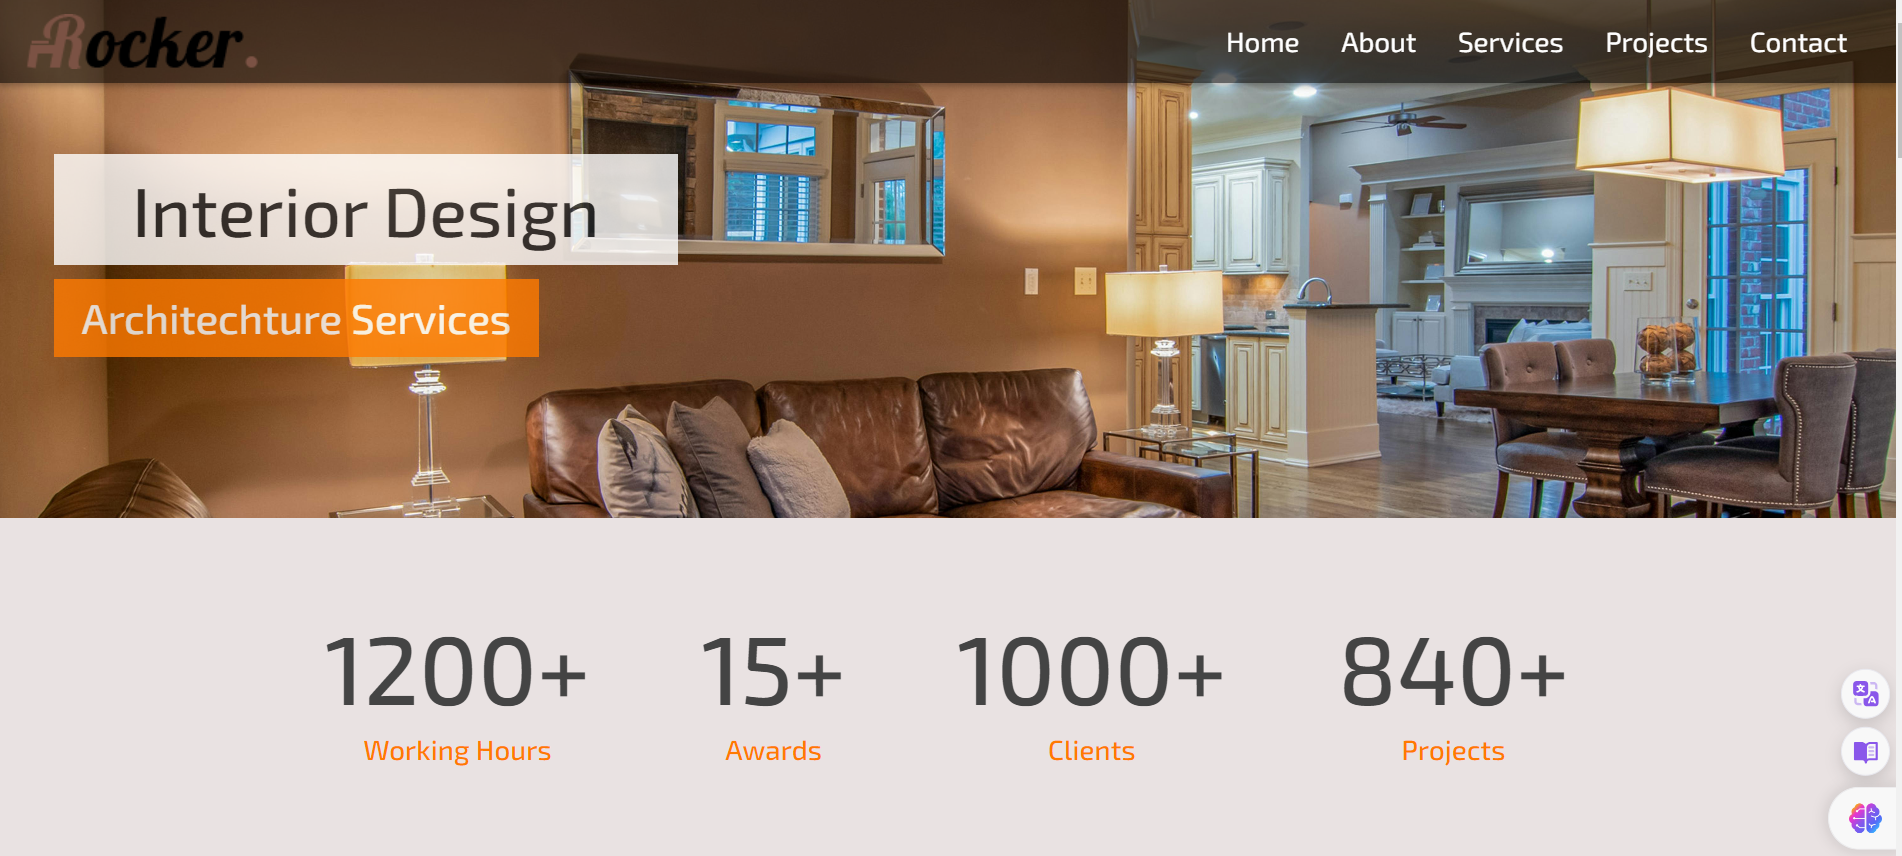 Rocker.
Home About Services Projects Contact
Interior Design
Architechture Services
1200+ 15+ 1000+ 840+
Working Hours Awards Clients Projects